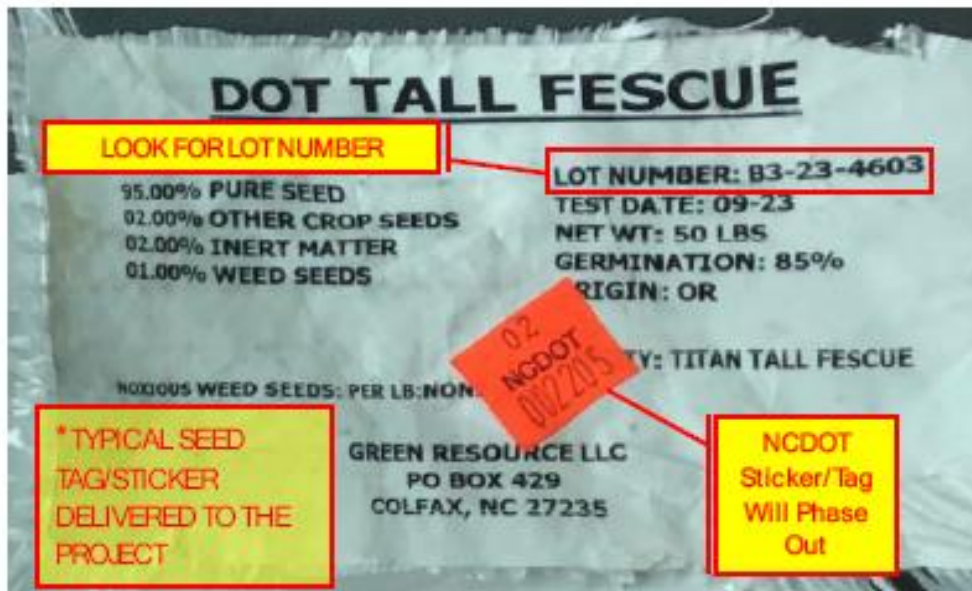 DOT TALL FESCUE
LOOK FOR LOT NUMBER
LOT NUMBER: B3-23-4603
95.00% PURE SEED
TEST DATE: 09-23
02.00% OTHER CROP SEEDS
NET WT: 50 LBS
02.00% INERT MATTER
GERMINATION: 85%
01.00% WEED SEEDS
RIGIN: OR
02
NCDOT
002205
TY: TITAN TALL FESCUE
NOXIOUS WEED SEEDS: PER LB:NON
* TYPICAL SEED
TAG/STICKER
DELIVERED TO THE
PROJECT
GREEN RESOURCE LLC
PO BOX 429
COLFAX, NC 27235
NCDOT
Sticker/Tag
Will Phase
Out